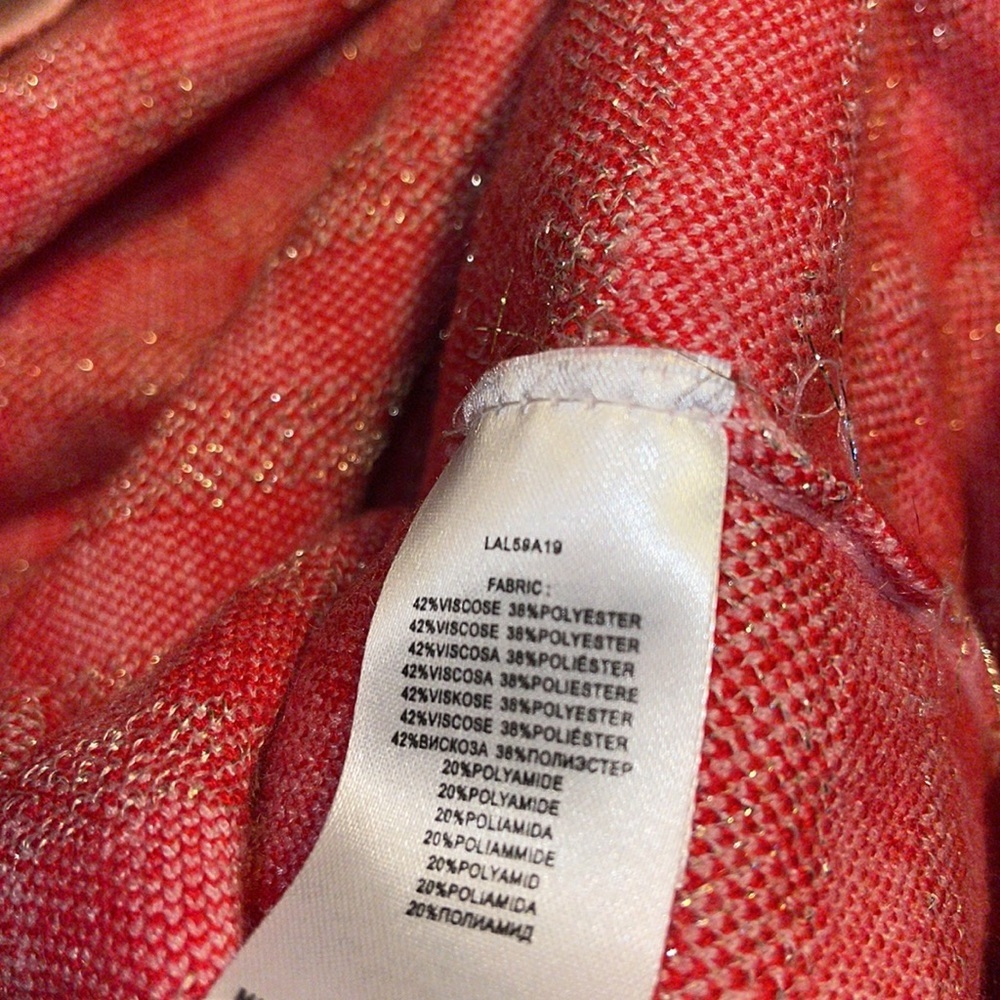 LAL59A19
FABRIC :
42%VISCOSE 38%POLYESTER
42%VISCOSE 38%POLYESTER
42%VISCOSA 38%POLIÉSTER
42%VISCOSA 38%POLIESTERE
42%VISKOSE 38%POLYESTER
42%VISCOSE 38%POLIÉSTER
42%ВИСКОЗА 38%ПОЛИЭСТЕР
20%POLYAMIDE
20%POLYAMIDE
20%POLIAMIDA
20%POLIAMMIDE
20%POLYAMID
20%POLIAMIDA
20%ПОЛИАМИД